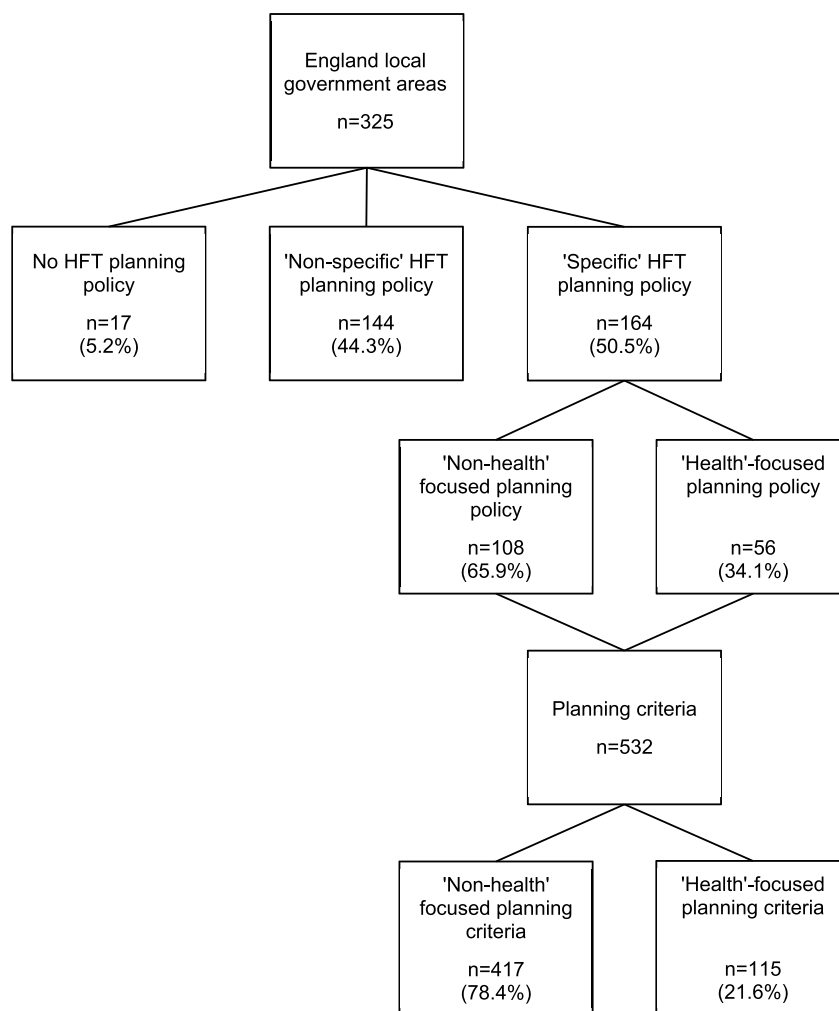 England local
government areas
n=325
No HFT planning
policy
n=17
(5.2%)
'Non-specific' HFT
planning policy
n=144
(44.3%)
'Specific' HFT
planning policy
n=164
(50.5%)
'Non-health'
focused planning
policy
n=108
(65.9%)
'Health'-focused
planning policy
n=56
(34.1%)
Planning criteria
n=532
'Non-health'
focused planning
criteria
n=417
(78.4%)
'Health'-focused
planning criteria
n=115
(21.6%)